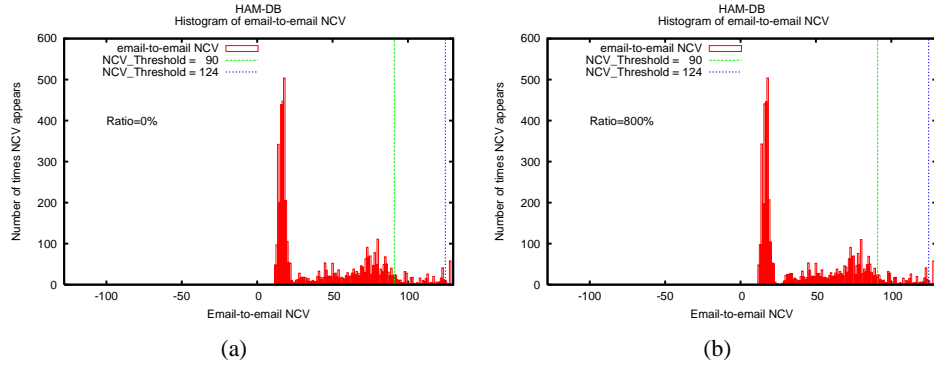 HAM-DB
Histogram of email-to-email NCV
600
500
400
300
200
100
0
Number of times NCV appears
email-to-email NCV
NCV_Threshold = 90
NCV_Threshold = 124
Ratio=0%
-100 -50 0 50 100
Email-to-email NCV
(a)
HAM-DB
Histogram of email-to-email NCV
600
500
400
300
200
100
0
Number of times NCV appears
email-to-email NCV
NCV_Threshold = 90
NCV_Threshold = 124
Ratio=800%
-100 -50 0 50 100
Email-to-email NCV
(b)